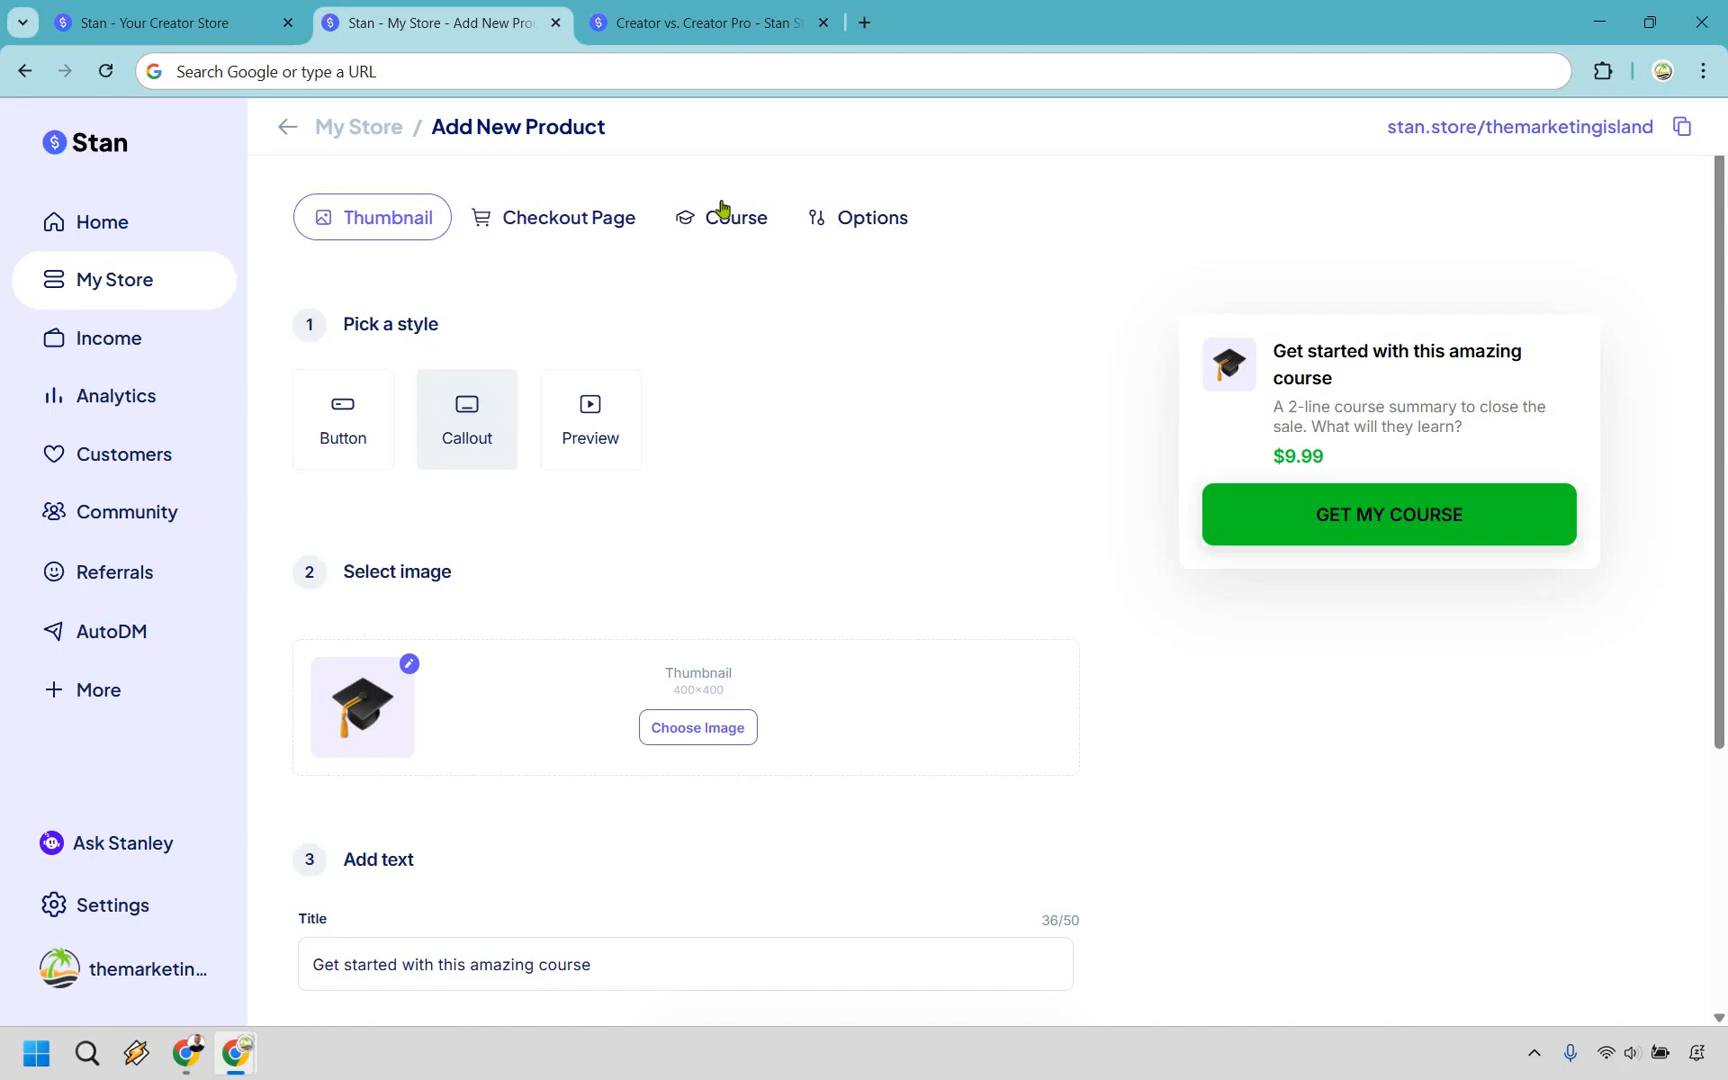 Stan - Your Creator Store
Stan - My Store - Add New Pro
Creator vs. Creator Pro - Stan S
Search Google or type a URL
Stan
My Store / Add New Product
stan.store/themarketingisland
Home
My Store
Income
Analytics
Customers
Community
Referrals
AutoDM
More
Ask Stanley
Settings
themarketin...
Thumbnail
Checkout Page
Course
Options
1 Pick a style
Button
Callout
Preview
2 Select image
Thumbnail
400×400
Choose Image
3 Add text
Title
36/50
Get started with this amazing course
Get started with this amazing
course
A 2-line course summary to close the
sale. What will they learn?
$9.99
GET MY COURSE